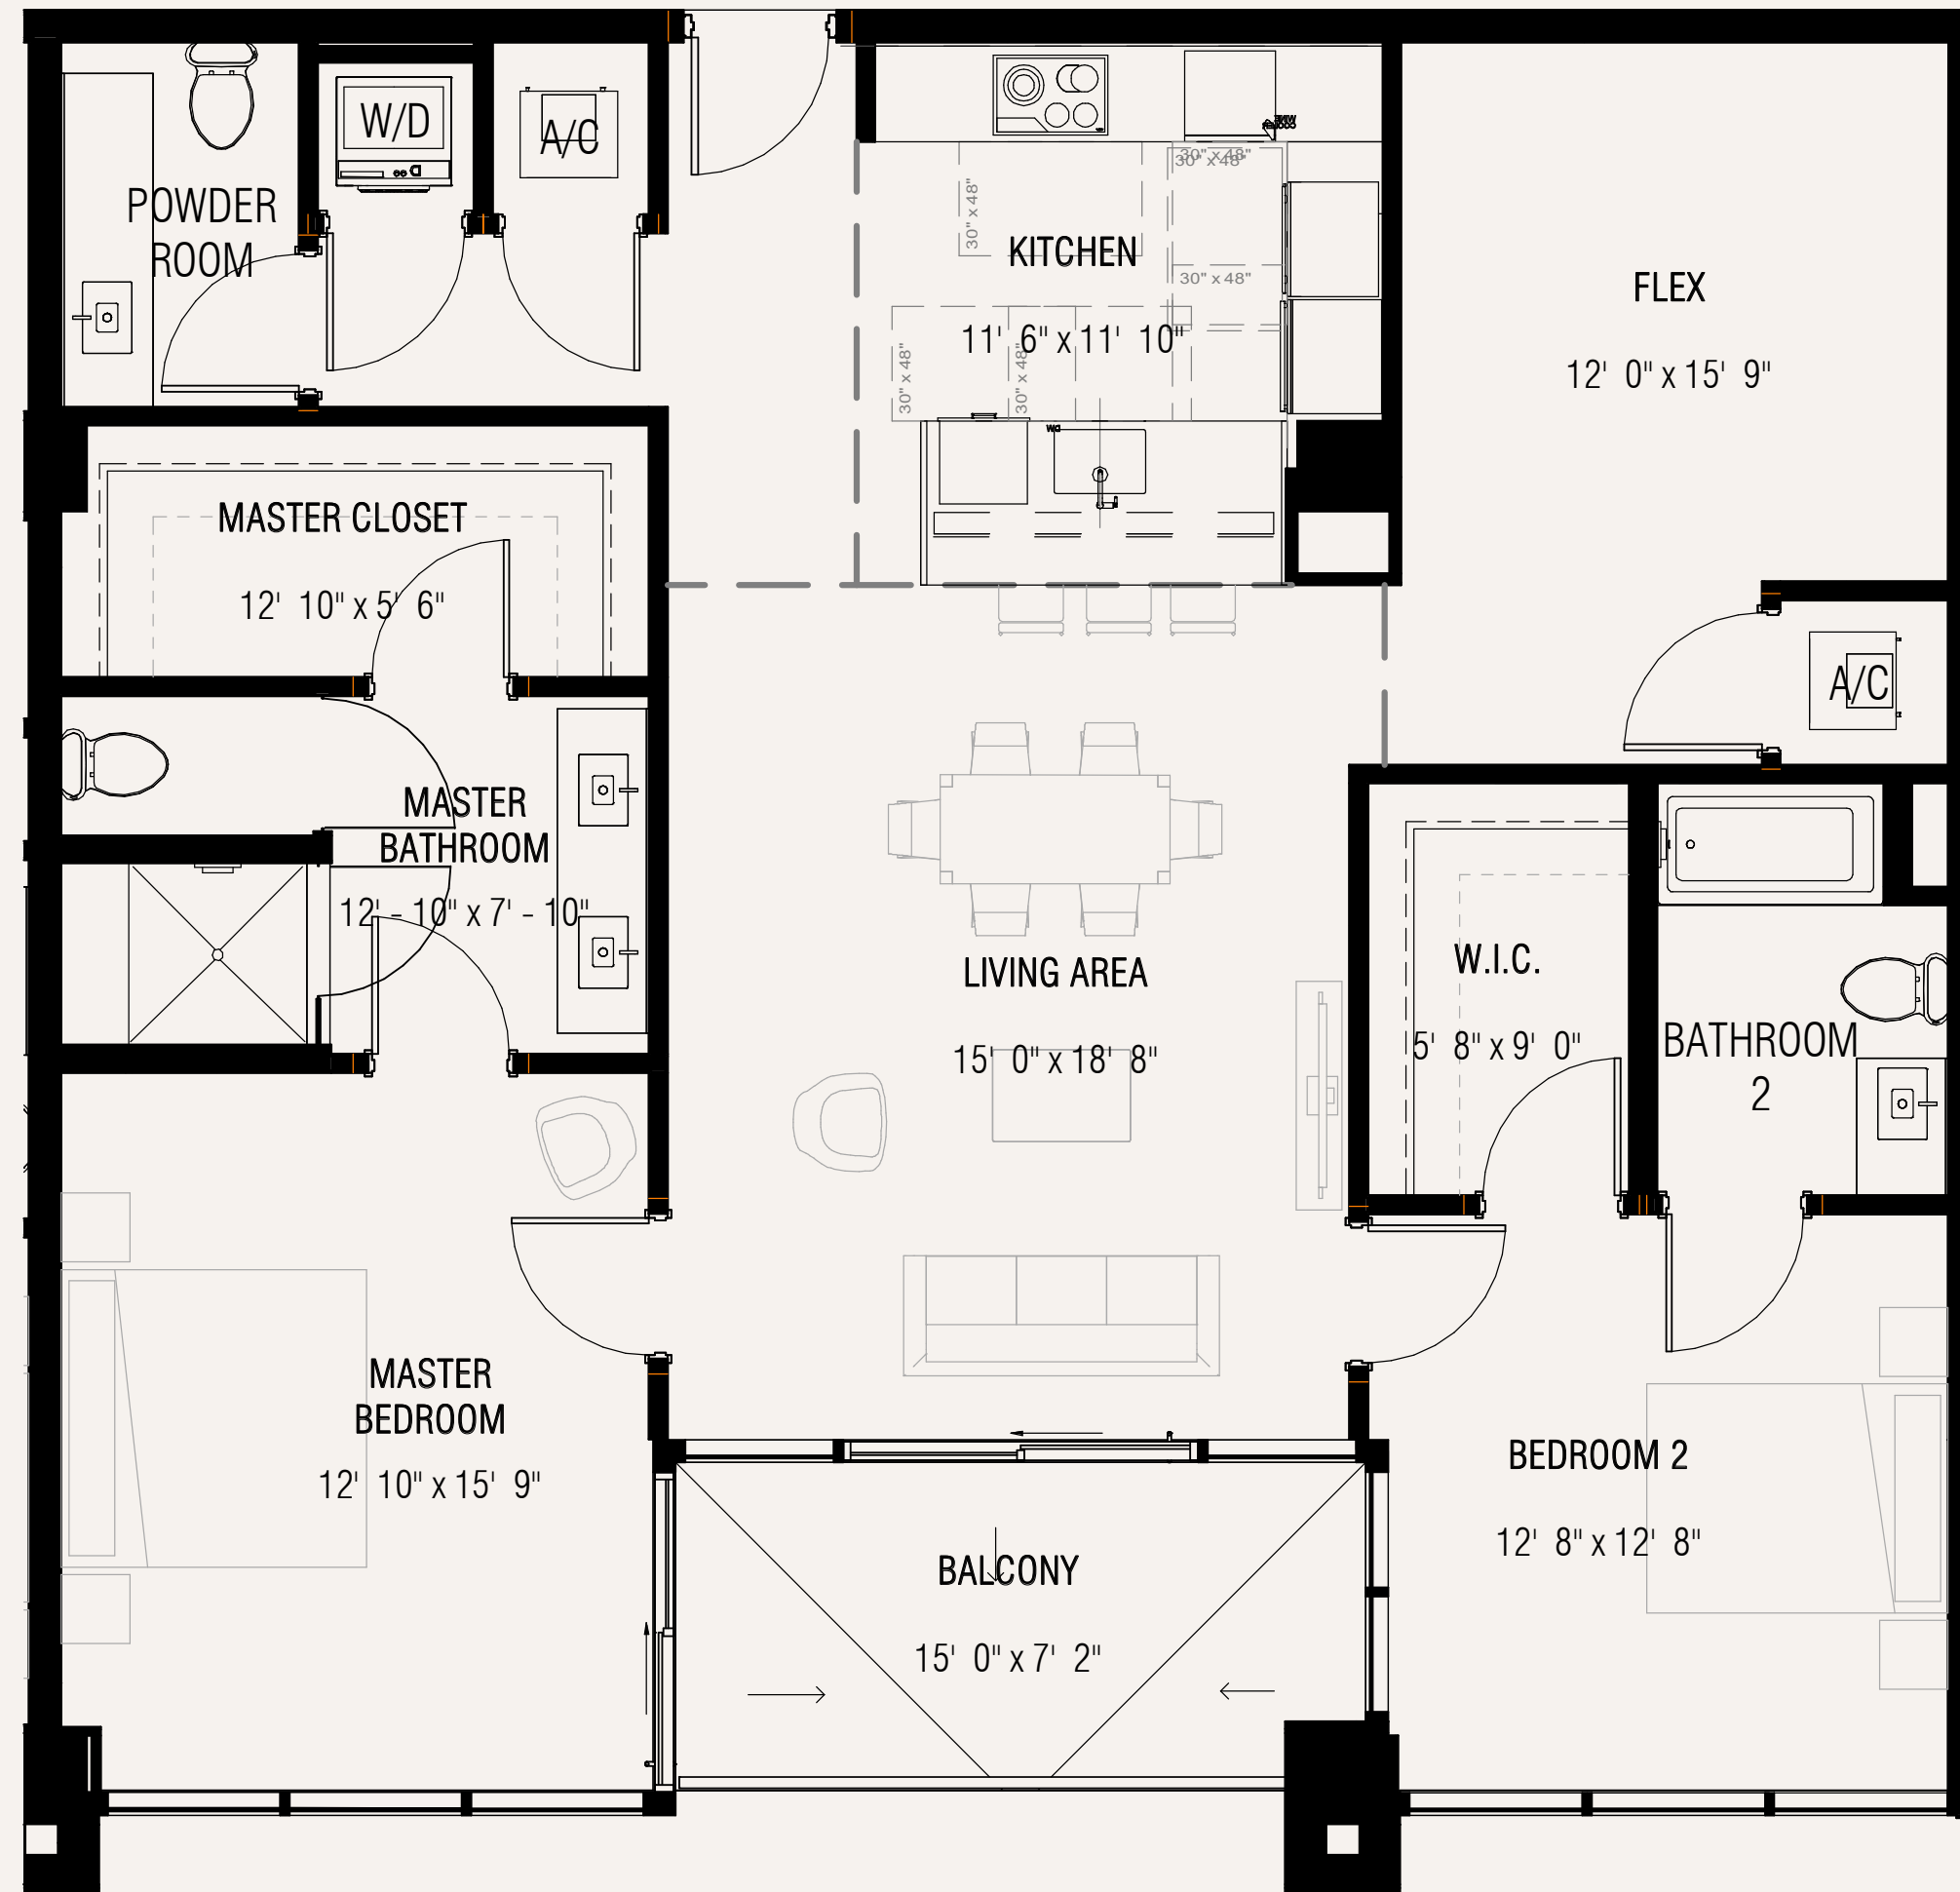 W/D
A/C
POWDER
ROOM
30" x 48"
30" x 48"
30" x 48"
30" x 48"
KITCHEN
11' 6" x 11' 10"
30" x 48"
30" x 48"
DW
FLEX
12' 0" x 15' 9"
MASTER CLOSET
12' 10" x 5' 6"
A/C
MASTER
BATHROOM
12' - 10" x 7' - 10"
LIVING AREA
15' 0" x 18' 8"
W.I.C.
5' 8" x 9' 0"
BATHROOM
2
MASTER
BEDROOM
12' 10" x 15' 9"
BEDROOM 2
12' 8" x 12' 8"
BALCONY
15' 0" x 7' 2"